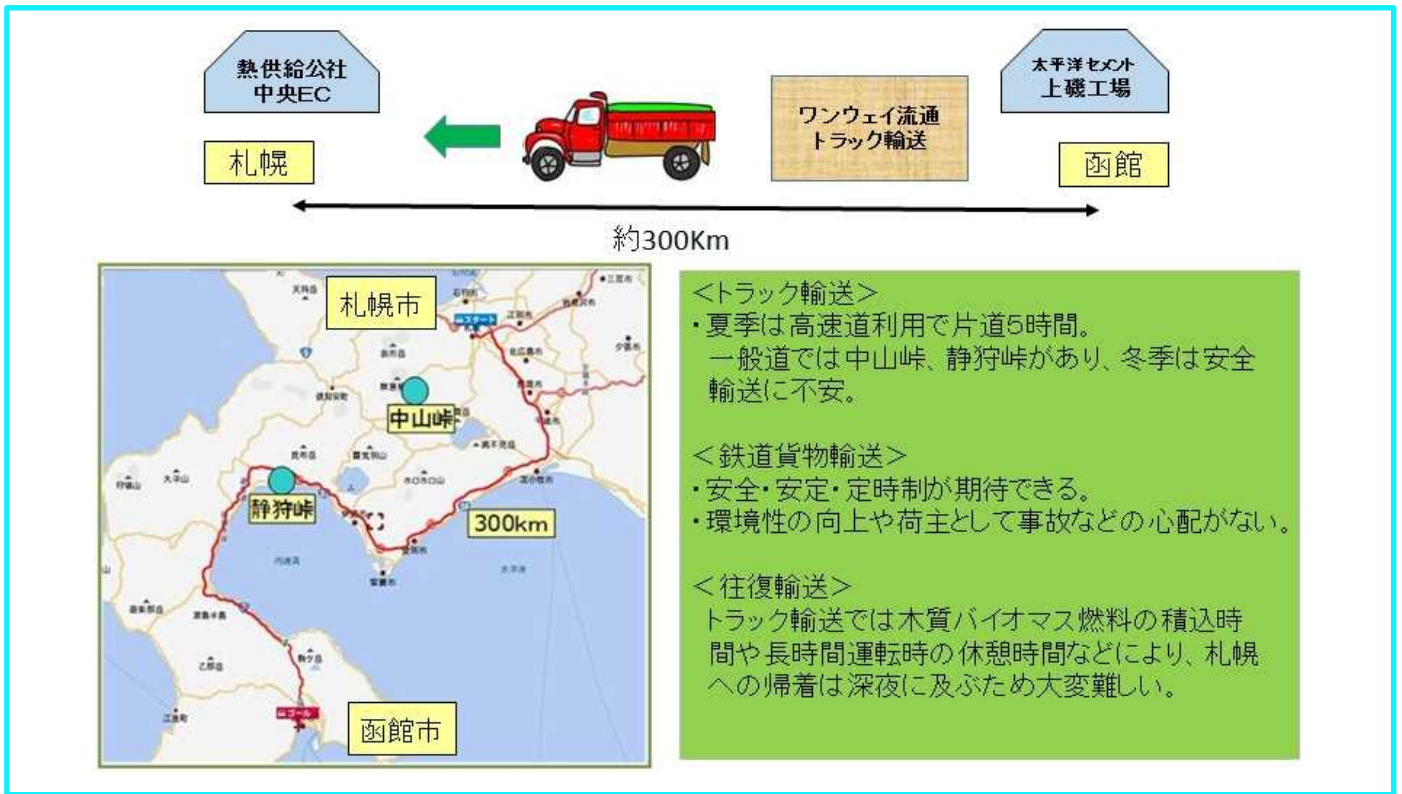 熱供給公社
中央EC
太平洋セメント
上磯工場
ワンウェイ流通
トラック輸送
札幌
函館
約300Km
札幌市
スタート
中山峠
静狩峠
300km
ゴール
函館市
＜トラック輸送＞
・夏季は高速道利用で片道5時間。
一般道では中山峠、静狩峠があり、冬季は安全
輸送に不安。
＜鉄道貨物輸送＞
・安全・安定・定時制が期待できる。
・環境性の向上や荷主として事故などの心配がない。
＜往復輸送＞
トラック輸送では木質バイオマス燃料の積込時
間や長時間運転時の休憩時間などにより、札幌
への帰着は深夜に及ぶため大変難しい。